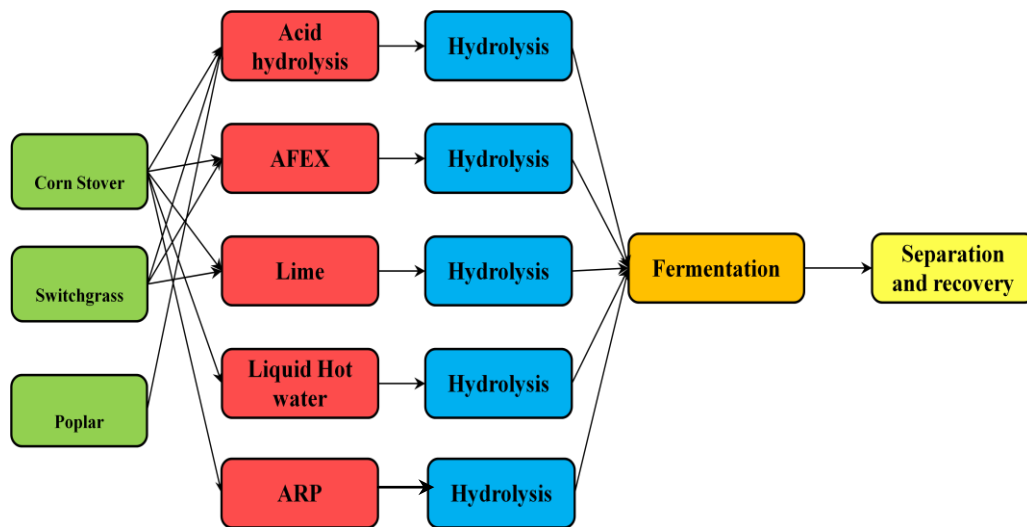 Acid
hydrolysis
Hydrolysis
AFEX
Hydrolysis
Corn Stover
Lime
Hydrolysis
Switchgrass
Fermentation
Separation
and recovery
Liquid Hot
water
Hydrolysis
Poplar
ARP
Hydrolysis